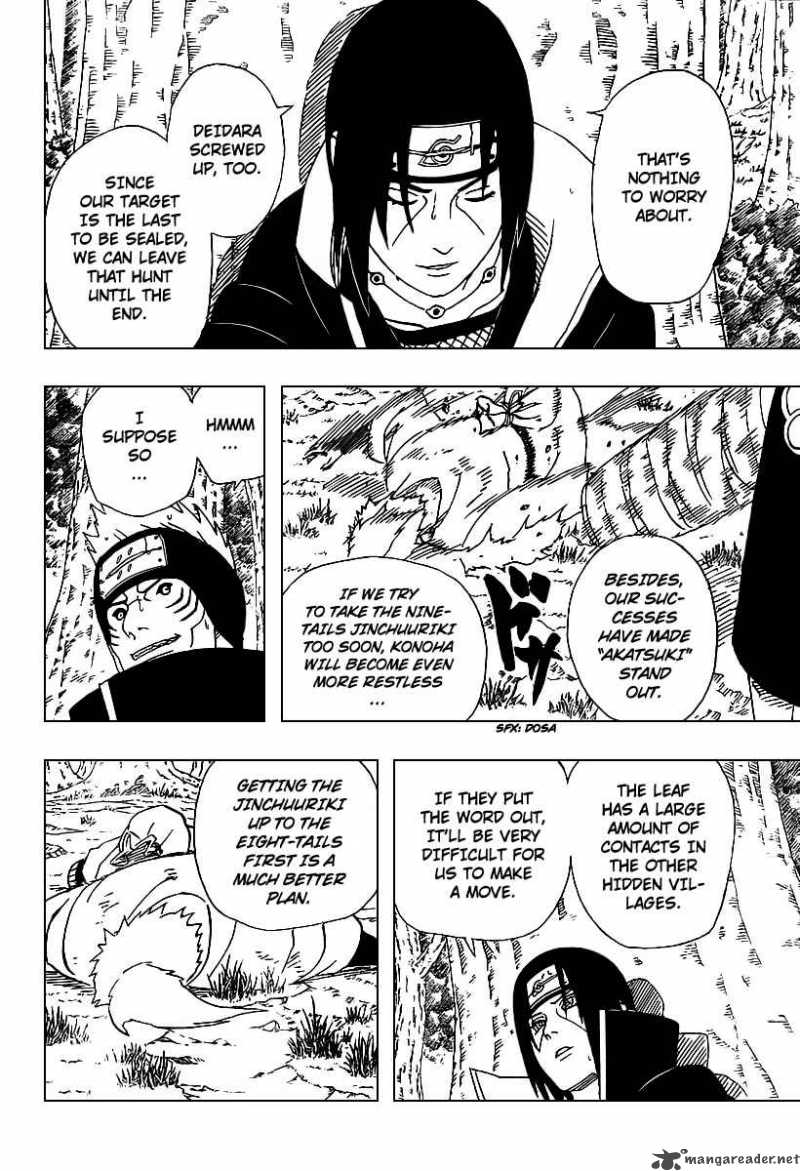 THAT'S
NOTHING
TO WORRY
ABOUT.
DEIDARA
SCREWED
UP, TOO.
SINCE
OUR TARGET
IS THE LAST
TO BE SEALED,
WE CAN LEAVE
THAT HUNT
UNTIL THE
END.
BESIDES,
OUR SUC-
CESSES
HAVE MADE
"AKATSUKI"
STAND
OUT.
ドサ
SFX: DOSA
IF WE TRY
TO TAKE THE NINE-
TAILS JINCHUURIKI
TOO SOON, KONOHA
WILL BECOME EVEN
MORE RESTLESS
...
HMMM
...
I
SUPPOSE
SO
...
THE LEAF
HAS A LARGE
AMOUNT OF
CONTACTS IN
THE OTHER
HIDDEN VIL-
LAGES.
IF THEY PUT
THE WORD OUT,
IT'LL BE VERY
DIFFICULT FOR
US TO MAKE
A MOVE.
GETTING THE
JINCHUURIKI
UP TO THE
EIGHT-TAILS
FIRST IS A
MUCH BETTER
PLAN.
mangareader.net